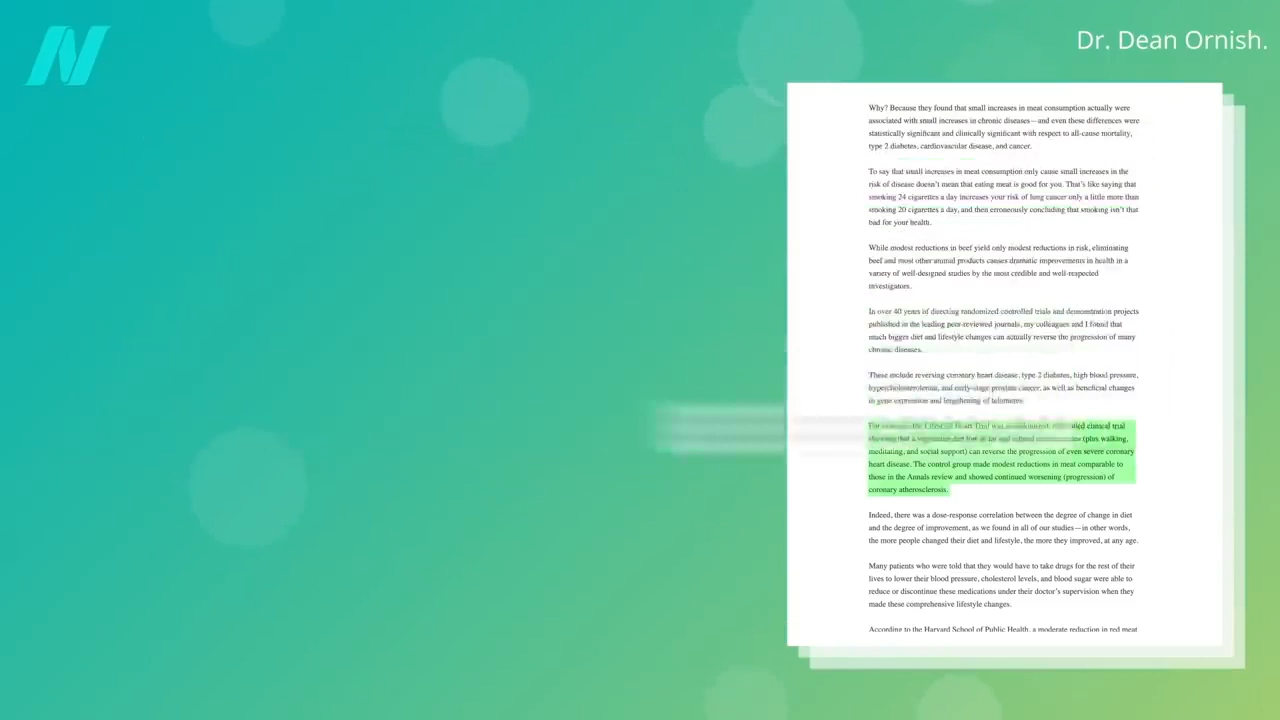 Dr. Dean Ornish.
Why? Because they found that small increases in meat consumption actually were
associated with small increases in chronic diseases—and even these differences were
statistically significant and clinically significant with respect to all-cause mortality,
type 2 diabetes, cardiovascular disease, and cancer.
To say that small increases in meat consumption only cause small increases in the
risk of disease doesn't mean that eating meat is good for you. That's like saying that
smoking 24 cigarettes a day increases your risk of lung cancer only a little more than
smoking 20 cigarettes a day, and then erroneously concluding that smoking isn't that
bad for your health.
While modest reductions in beef yield only modest reductions in risk, eliminating
beef and most other animal products causes dramatic improvements in health in a
variety of well-designed studies by the most credible and well-respected
investigators.
In over 40 years of directing randomized controlled trials and demonstration projects
published in the leading peer-reviewed journals, my colleagues and I found that
much bigger diet and lifestyle changes can actually reverse the progression of many
chronic diseases.
These include reversing coronary heart disease, type 2 diabetes, high blood pressure,
hypercholesterolemia, and early-stage prostate cancer, as well as beneficial changes
in gene expression and lengthening of telomeres.
Heart Trial was clinical trial
showing that a vegetarian diet low in fat and refined (plus walking,
meditating, and social support) can reverse the progression of even severe coronary
heart disease. The control group made modest reductions in meat comparable to
those in the Annals review and showed continued worsening (progression) of
coronary atherosclerosis.
Indeed, there was a dose-response correlation between the degree of change in diet
and the degree of improvement, as we found in all of our studies—in other words,
the more people changed their diet and lifestyle, the more they improved, at any age.
Many patients who were told that they would have to take drugs for the rest of their
lives to lower their blood pressure, cholesterol levels, and blood sugar were able to
reduce or discontinue these medications under their doctor's supervision when they
made these comprehensive lifestyle changes.
According to the Harvard School of Public Health, a moderate reduction in red meat